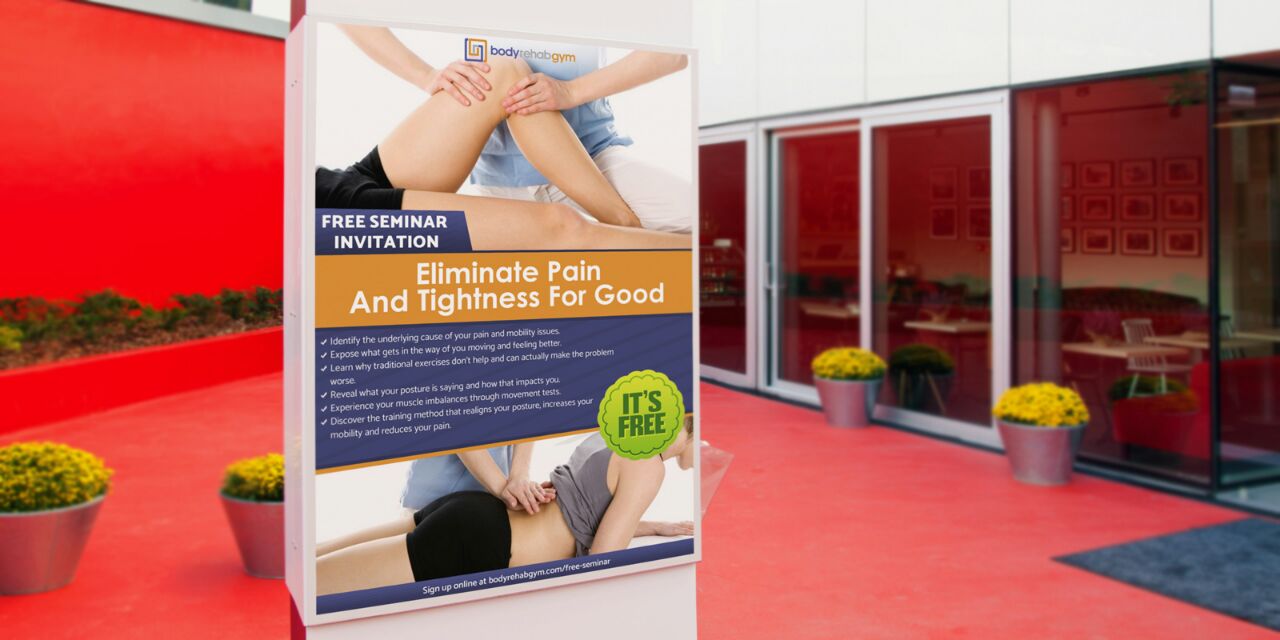 bodyrehabgym
FREE SEMINAR
INVITATION
Eliminate Pain
And Tightness For Good
✓ Identify the underlying cause of your pain and mobility issues.
✓ Expose what gets in the way of you moving and feeling better.
✓ Learn why traditional exercises don't help and can actually make the problem
worse.
✓ Reveal what your posture is saying and how that impacts you.
✓ Experience your muscle imbalances through movement tests.
✓ Discover the training method that realigns your posture, increases your
mobility and reduces your pain.
IT'S
FREE
Sign up online at bodyrehabgym.com/free-seminar